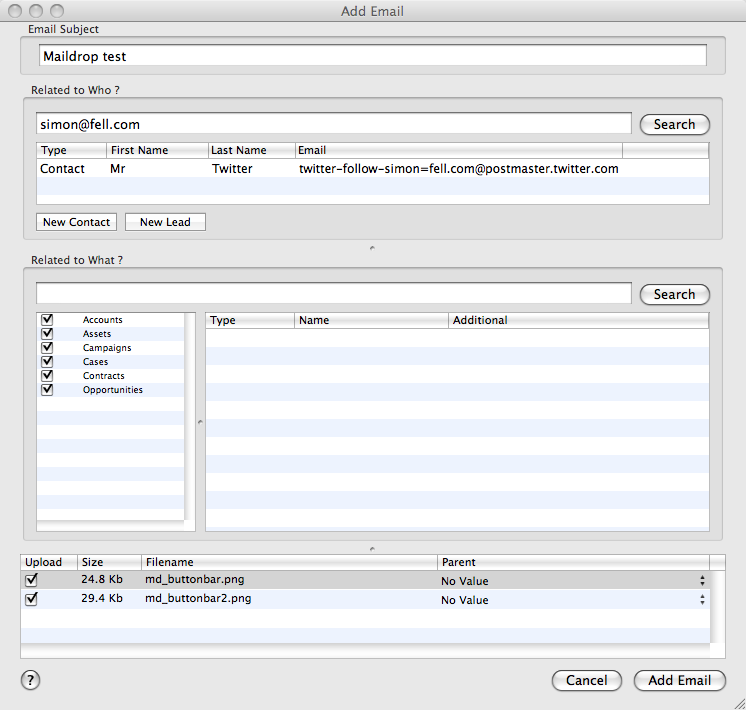 Add Email
Email Subject
Maildrop test
Related to Who ?
simon@fell.com
Search
Type First Name Last Name Email
Contact Mr Twitter twitter-follow-simon=fell.com@postmaster.twitter.com
New Contact New Lead
Related to What ?
Search
Accounts
Assets
Campaigns
Cases
Contracts
Opportunities
Type Name Additional
Upload Size Filename Parent
24.8 Kb md_buttonbar.png No Value
29.4 Kb md_buttonbar2.png No Value
? Cancel Add Email